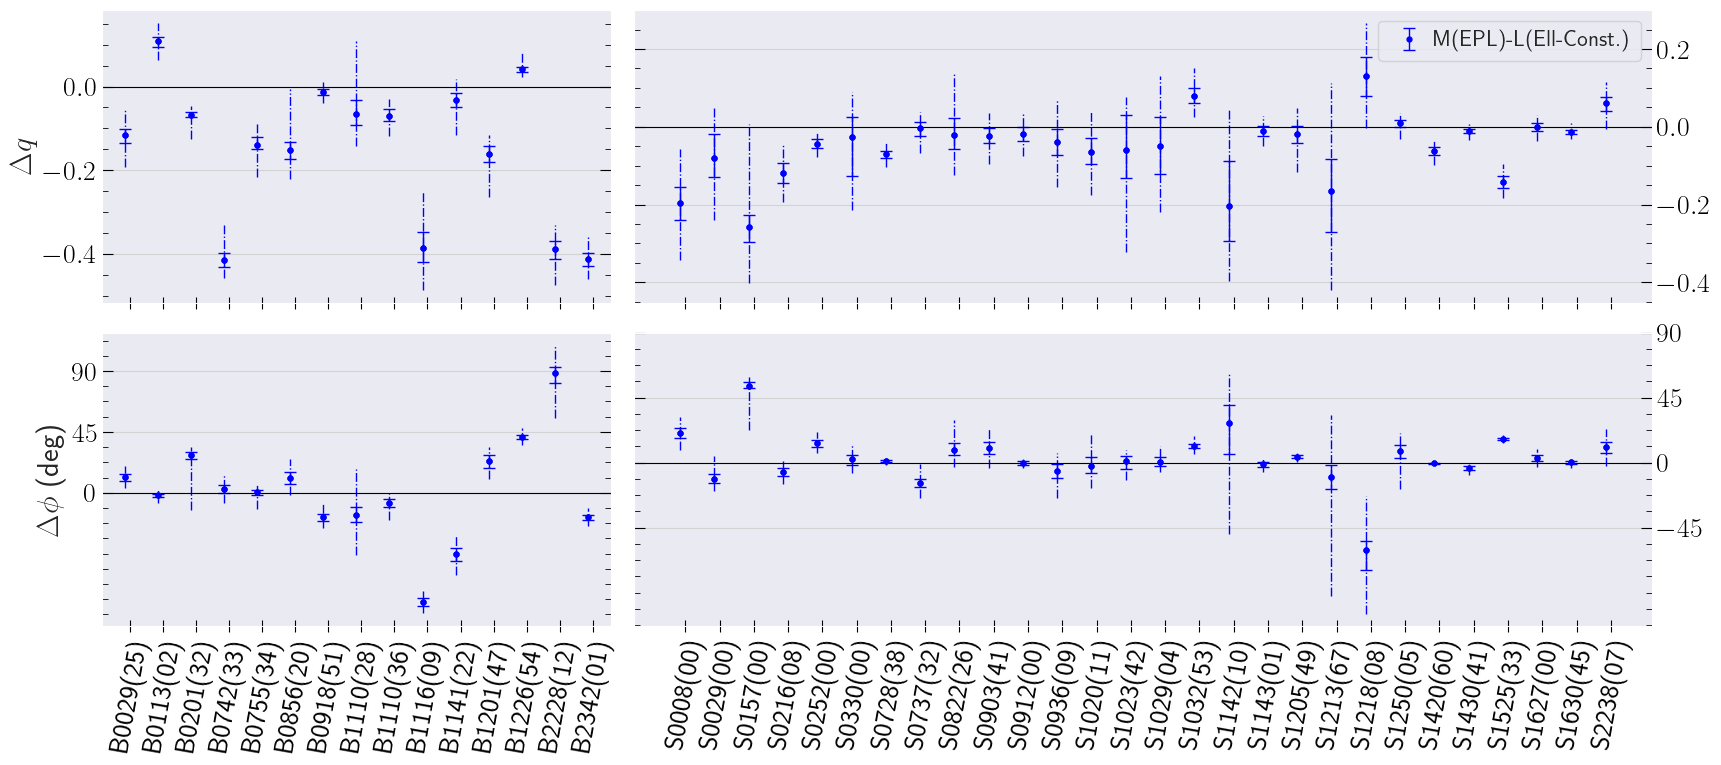 M(EPL)-L(Ell-Const.)
Δq
0.0
−0.2
−0.4
0.2
0.0
−0.2
−0.4
Δϕ (deg)
90
45
0
90
45
0
−45
B0029(25) B0113(02) B0201(32) B0742(33) B0755(34) B0856(20) B0918(51) B1110(28) B1110(36) B1116(09) B1141(22) B1201(47) B1226(54) B2228(12) B2342(01)
S0008(00) S0029(00) S0157(00) S0216(08) S0252(00) S0330(00) S0728(38) S0737(32) S0822(26) S0903(41) S0912(00) S0936(09) S1020(11) S1023(42) S1029(04) S1032(53) S1142(10) S1143(01) S1205(49) S1213(67) S1218(08) S1250(05) S1420(60) S1430(41) S1525(33) S1627(00) S1630(45) S2238(07)